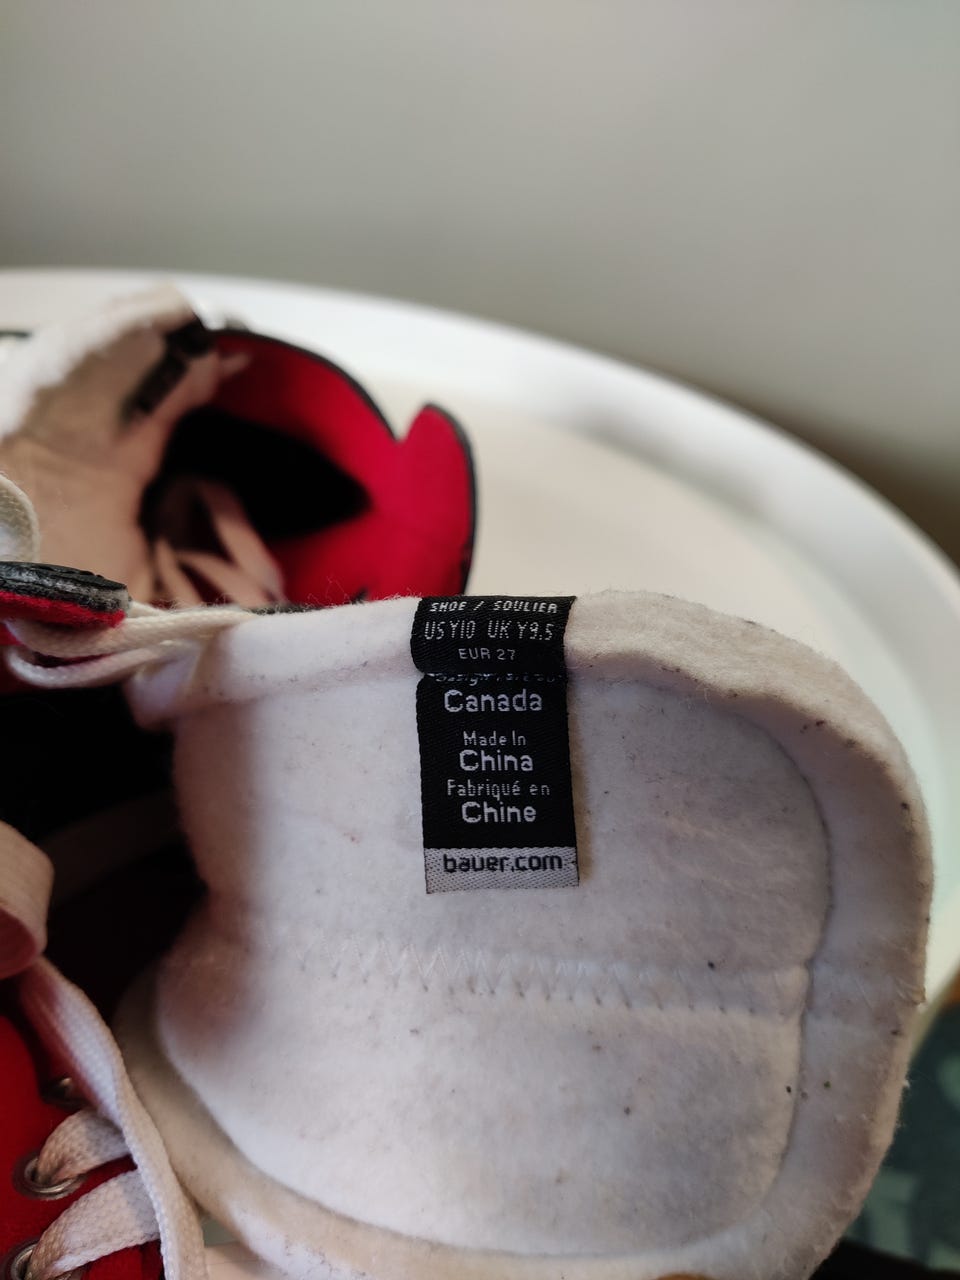 SHOE / SOULIER
US Y10 UK Y9.5
EUR 27
Canada
Made In
China
Fabriqué en
Chine
bauer.com